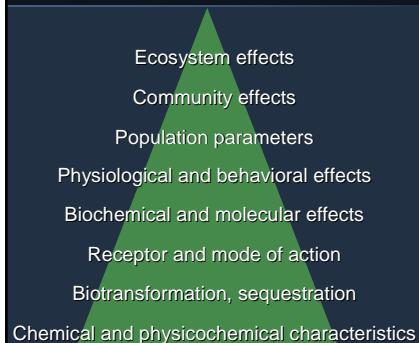 Ecosystem effects
Community effects
Population parameters
Physiological and behavioral effects
Biochemical and molecular effects
Receptor and mode of action
Biotransformation, sequestration
Chemical and physicochemical characteristics